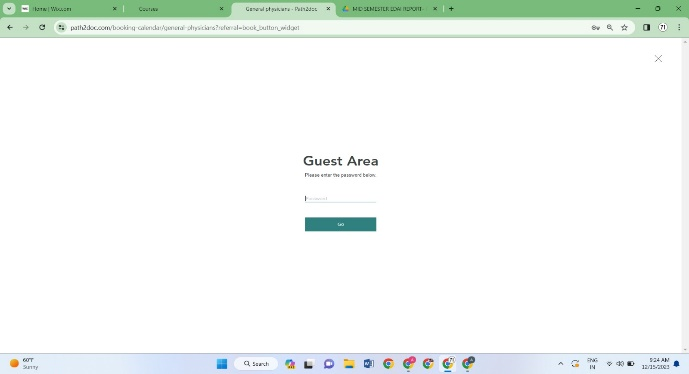 Home | Wix.com
Courses
General physicians - Path2doc
MID SEMESTER EDAI REPORT -
path2doc.com/booking-calendar/general-physicians?referral=book_button_widget
Guest Area
Please enter the password below.
Password
Go
60°F
Sunny
Search
ENG
IN
9:24 AM
12/15/2023